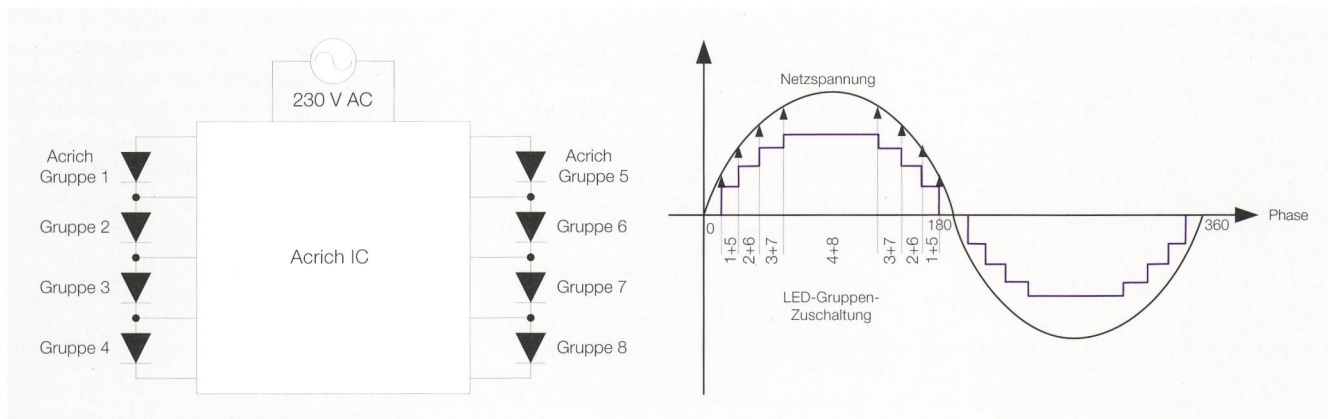 230 V AC
Acrich
Gruppe 1
Gruppe 2
Gruppe 3
Gruppe 4
Acrich IC
Acrich
Gruppe 5
Gruppe 6
Gruppe 7
Gruppe 8
Netzspannung
0
180
360
Phase
1+5
2+6
3+7
4+8
3+7
2+6
1+5
LED-Gruppen-
Zuschaltung